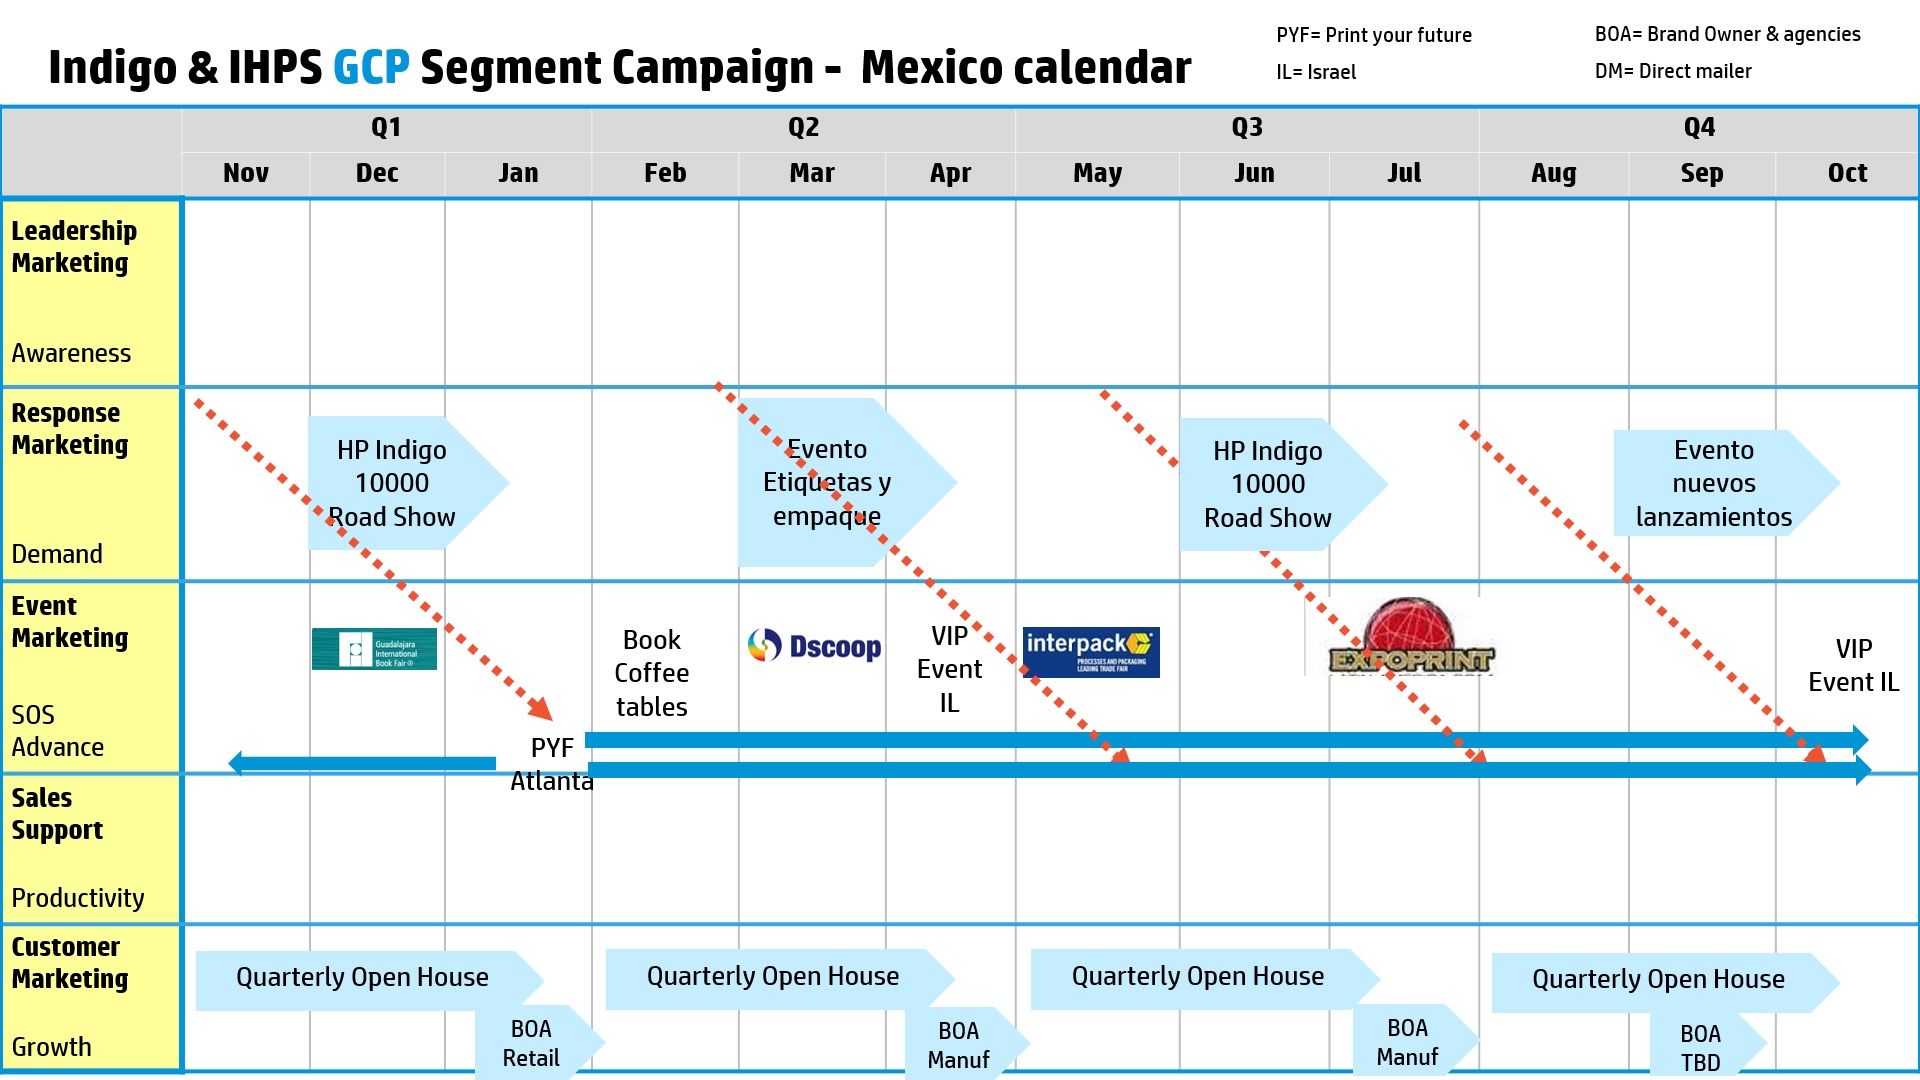 Indigo & IHPS GCP Segment Campaign - Mexico calendar
PYF= Print your future
BOA= Brand Owner & agencies
IL= Israel
DM= Direct mailer
Q1
Q2
Q3
Q4
Nov
Dec
Jan
Feb
Mar
Apr
May
Jun
Jul
Aug
Sep
Oct
Leadership
Marketing
Awareness
Response
Marketing
Demand
HP Indigo
10000
Road Show
Evento
Etiquetas y
empaque
HP Indigo
10000
Road Show
Evento
nuevos
lanzamientos
Event
Marketing
SOS
Advance
Guadalajara
International
Book Fair ®
PYF
Atlanta
Book
Coffee
tables
Dscoop
VIP
Event
IL
interpack
PROCESSES AND PACKAGING
LEADING TRADE FAIR
EXPOPRINT
VIP
Event IL
Sales
Support
Productivity
Customer
Marketing
Growth
Quarterly Open House
Quarterly Open House
Quarterly Open House
Quarterly Open House
BOA
Retail
BOA
Manuf
BOA
Manuf
BOA
TBD